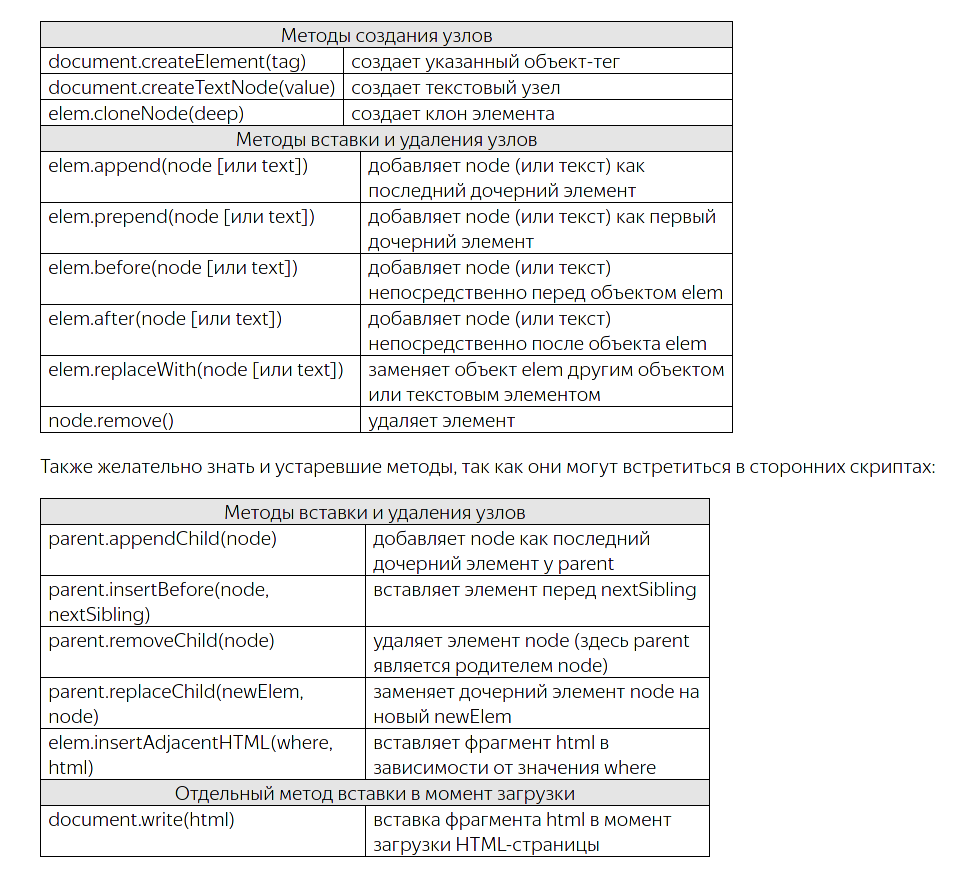 Методы создания узлов
document.createElement(tag) создает указанный объект-тег
document.createTextNode(value) создает текстовый узел
elem.cloneNode(deep) создает клон элемента
Методы вставки и удаления узлов
elem.append(node [или text]) добавляет node (или текст) как
последний дочерний элемент
elem.prepend(node [или text]) добавляет node (или текст) как первый
дочерний элемент
elem.before(node [или text]) добавляет node (или текст)
непосредственно перед объектом elem
elem.after(node [или text]) добавляет node (или текст)
непосредственно после объекта elem
elem.replaceWith(node [или text]) заменяет объект elem другим объектом
или текстовым элементом
node.remove() удаляет элемент
Также желательно знать и устаревшие методы, так как они могут встретиться в сторонних скриптах:
Методы вставки и удаления узлов
parent.appendChild(node) добавляет node как последний
дочерний элемент у parent
parent.insertBefore(node, вставляет элемент перед nextSibling
nextSibling)
parent.removeChild(node) удаляет элемент node (здесь parent
является родителем node)
parent.replaceChild(newElem, заменяет дочерний элемент node на
node) новый newElem
elem.insertAdjacentHTML(where, вставляет фрагмент html в
html) зависимости от значения where
Отдельный метод вставки в момент загрузки
document.write(html) вставка фрагмента html в момент
загрузки HTML-страницы